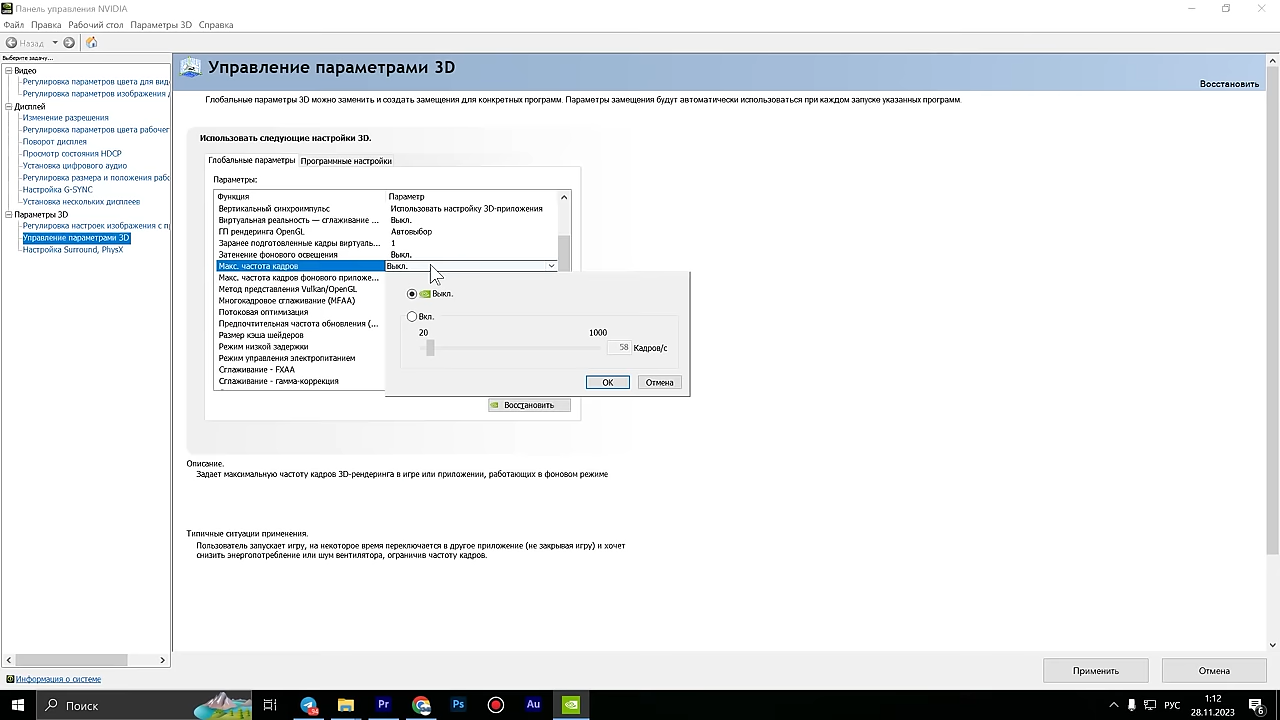 Панель управления NVIDIA
Файл Правка Рабочий стол Параметры 3D Справка
Назад
Выберите задачу...
Видео
Регулировка параметров цвета для вид
Регулировка параметров изображения д
Дисплей
Изменение разрешения
Регулировка параметров цвета рабочег
Поворот дисплея
Просмотр состояния HDCP
Установка цифрового аудио
Регулировка размера и положения рабо
Настройка G-SYNC
Установка нескольких дисплеев
Параметры 3D
Регулировка настроек изображения с п
Управление параметрами 3D
Настройка Surround, PhysX
Информация о системе
Управление параметрами 3D
Восстановить
Глобальные параметры 3D можно заменить и создать замещения для конкретных программ. Параметры замещения будут автоматически использоваться при каждом запуске указанных программ.
Использовать следующие настройки 3D.
Глобальные параметры Программные настройки
Параметры:
Функция Параметр
Вертикальный синхроимпульс Использовать настройку 3D-приложения
Виртуальная реальность — сглаживание ... Выкл.
ГП рендеринга OpenGL Автовыбор
Заранее подготовленные кадры виртуаль... 1
Затенение фонового освещения Выкл.
Макс. частота кадров Выкл.
Макс. частота кадров фонового приложе...
Метод представления Vulkan/OpenGL
Многокадровое сглаживание (MFAA)
Потоковая оптимизация
Предпочтительная частота обновления (...
Размер кэша шейдеров
Режим низкой задержки
Режим управления электропитанием
Сглаживание - FXAA
Сглаживание - гамма-коррекция
Выкл.
Вкл.
20 1000
58 Кадров/с
OK Отмена
Восстановить
Описание.
Задает максимальную частоту кадров 3D-рендеринга в игре или приложении, работающих в фоновом режиме
Типичные ситуации применения.
Пользователь запускает игру, на некоторое время переключается в другое приложение (не закрывая игру) и хочет
снизить энергопотребление или шум вентилятора, ограничив частоту кадров.
Применить Отмена
Поиск
94
Pr
Ps
Au
РУС
1:12
28.11.2023
6